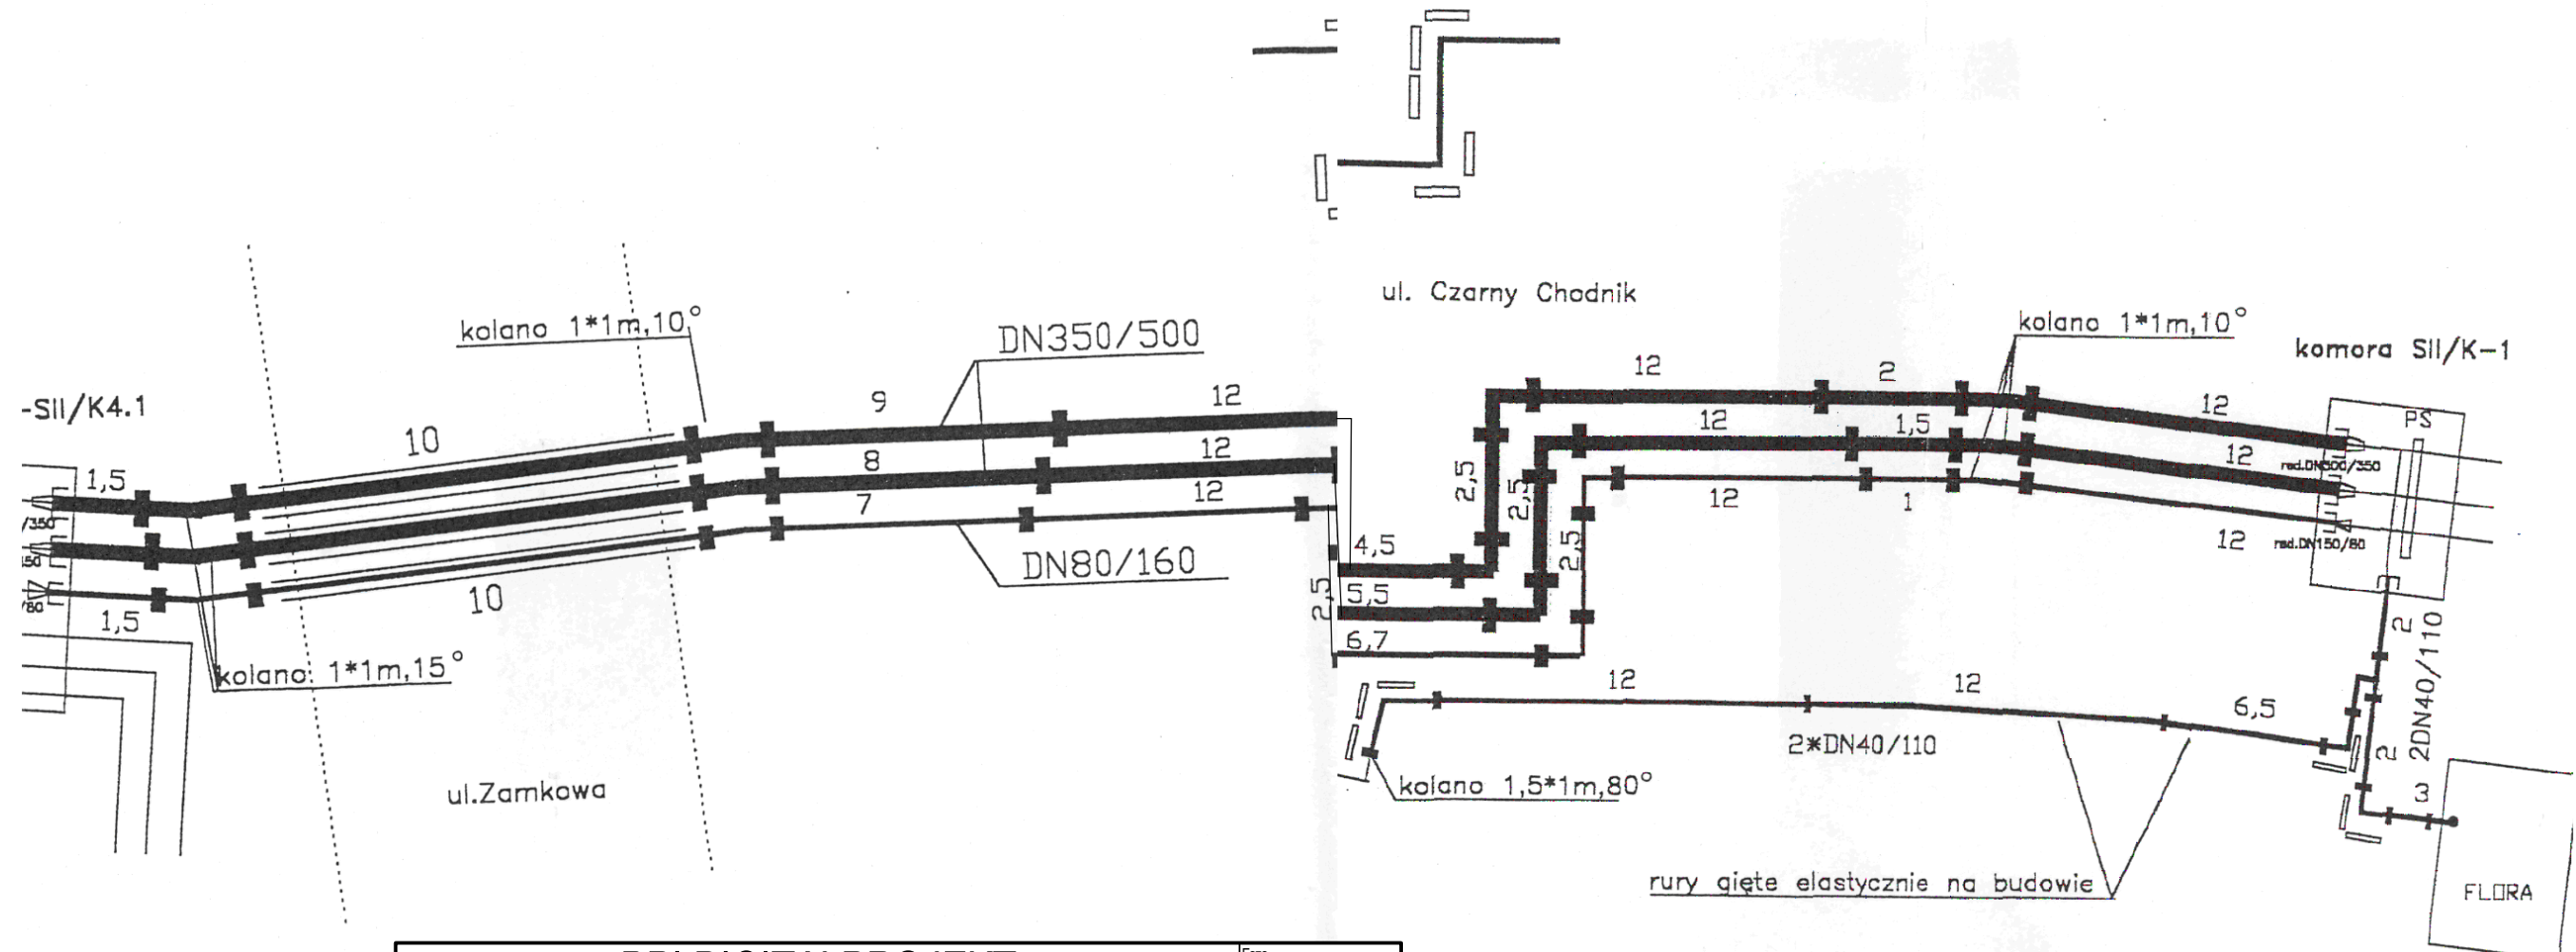 ul. Czarny Chodnik
kolano 1*1m,10°
DN350/500
kolano 1*1m,10°
komora SII/K-1
-SII/K4.1
10
9
12
12
2
12
PS
1,5
8
12
12
1,5
12
red.DN300/350
/350
7
12
2,5
2,5
2,5
12
1
12
red.DN150/80
50
/80
10
DN80/160
4,5
2,5
5,5
6,7
1,5
kolano 1*1m,15°
12
12
6,5
2
2DN40/110
2*DN40/110
2
ul.Zamkowa
kolano 1,5*1m,80°
3
rury gięte elastycznie na budowie
FLORA